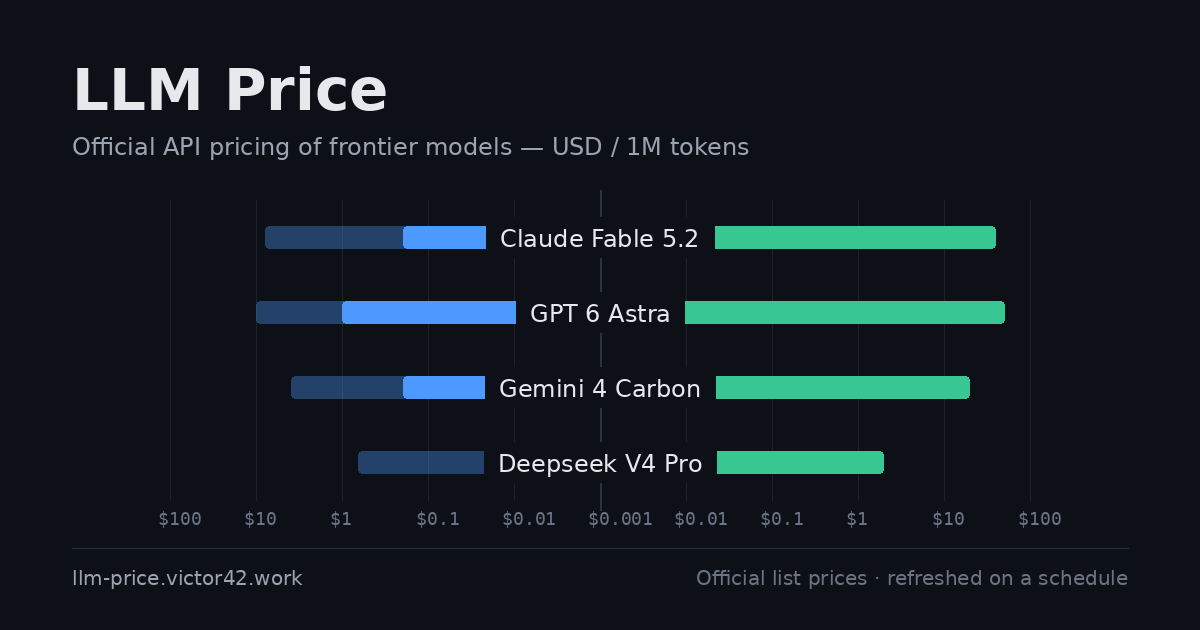 LLM Price
Official API pricing of frontier models — USD / 1M tokens
Claude Fable 5.2
GPT 6 Astra
Gemini 4 Carbon
Deepseek V4 Pro
$100 $10 $1 $0.1 $0.01 $0.001 $0.01 $0.1 $1 $10 $100
llm-price.victor42.work
Official list prices · refreshed on a schedule